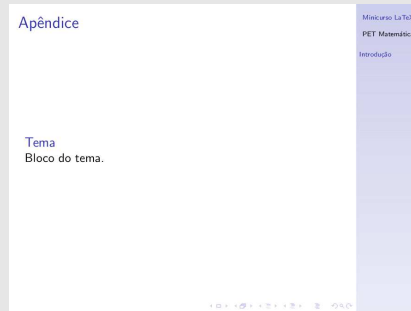 Apêndice
Tema
Bloco do tema.
Minicurso LaTeX
PET Matemátic
Introdução